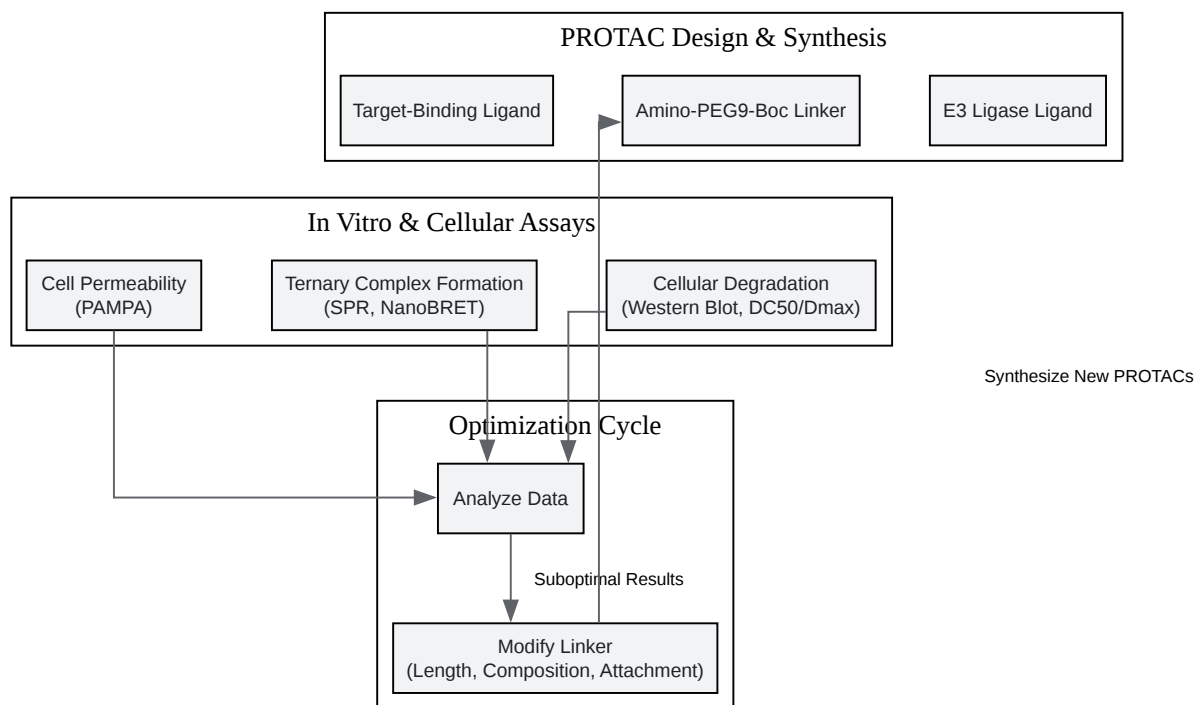 PROTAC Design & Synthesis
Target-Binding Ligand
Amino-PEG9-Boc Linker
E3 Ligase Ligand
In Vitro & Cellular Assays
Cell Permeability
(PAMPA)
Ternary Complex Formation
(SPR, NanoBRET)
Cellular Degradation
(Western Blot, DC50/Dmax)
Synthesize New PROTACs
Optimization Cycle
Analyze Data
Suboptimal Results
Modify Linker
(Length, Composition, Attachment)